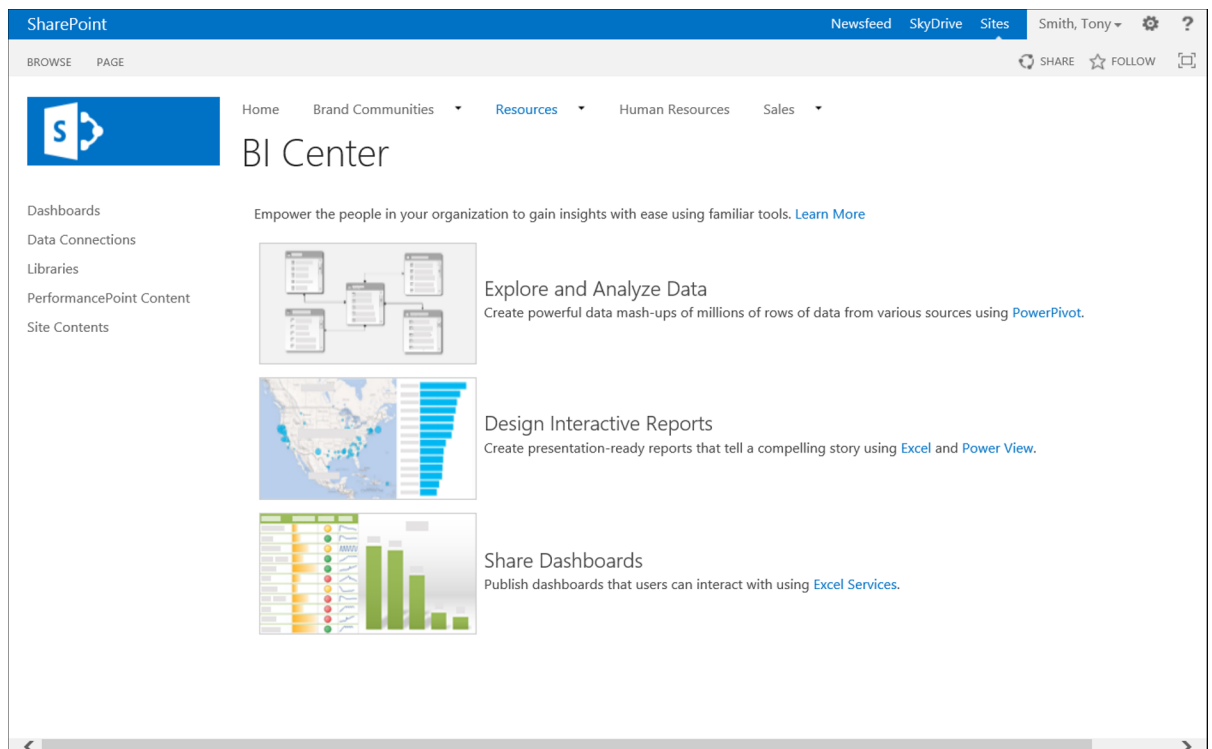 SharePoint Newsfeed SkyDrive Sites Smith, Tony ?
BROWSE PAGE SHARE FOLLOW
S
Home Brand Communities Resources Human Resources Sales
BI Center
Dashboards
Data Connections
Libraries
PerformancePoint Content
Site Contents
Empower the people in your organization to gain insights with ease using familiar tools. Learn More
Explore and Analyze Data
Create powerful data mash-ups of millions of rows of data from various sources using PowerPivot.
Design Interactive Reports
Create presentation-ready reports that tell a compelling story using Excel and Power View.
Share Dashboards
Publish dashboards that users can interact with using Excel Services.